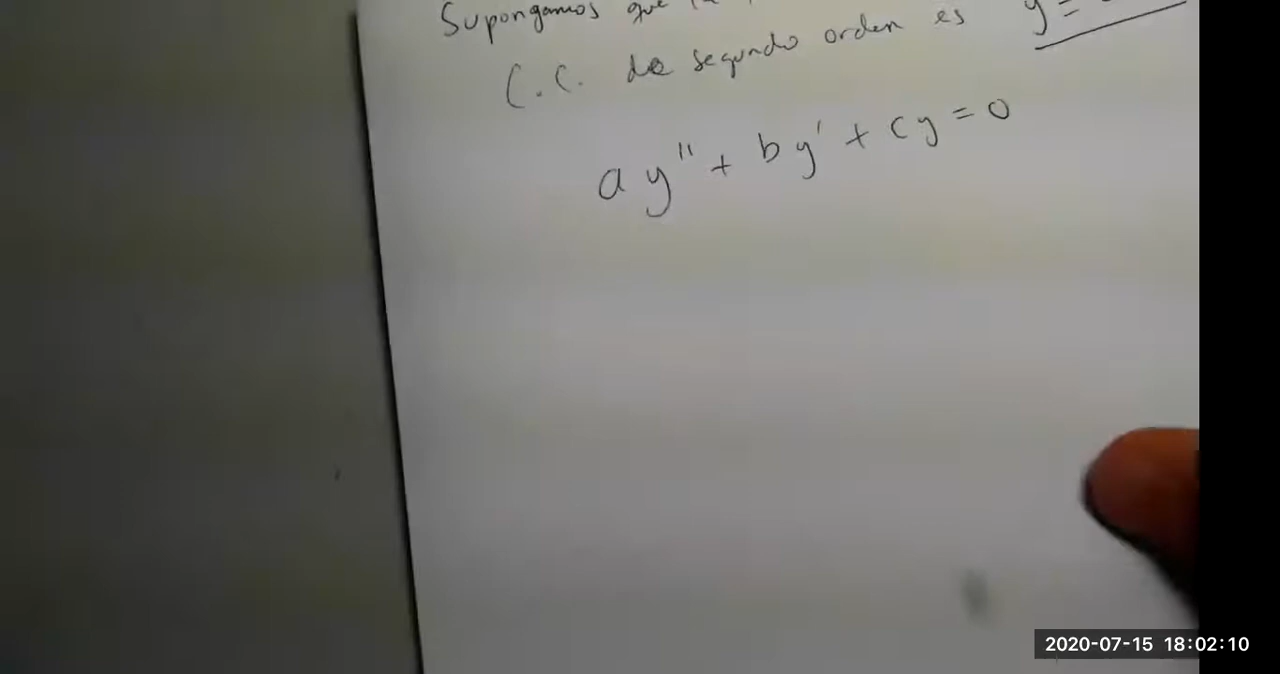 Supongamos que
C.C. de segundo orden es y =
a y'' + b y' + c y = 0
2020-07-15 18:02:10